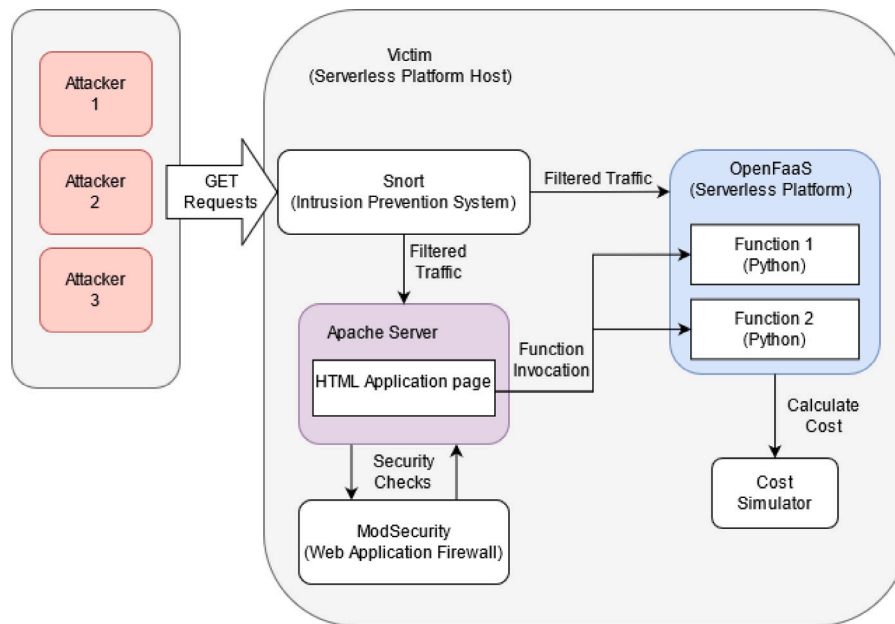 Attacker
1
Attacker
2
Attacker
3
GET
Requests
Victim
(Serverless Platform Host)
Snort
(Intrusion Prevention System)
Filtered Traffic
OpenFaaS
(Serverless Platform)
Function 1
(Python)
Function 2
(Python)
Filtered
Traffic
Apache Server
HTML Application page
Function
Invocation
Security
Checks
ModSecurity
(Web Application Firewall)
Calculate
Cost
Cost
Simulator